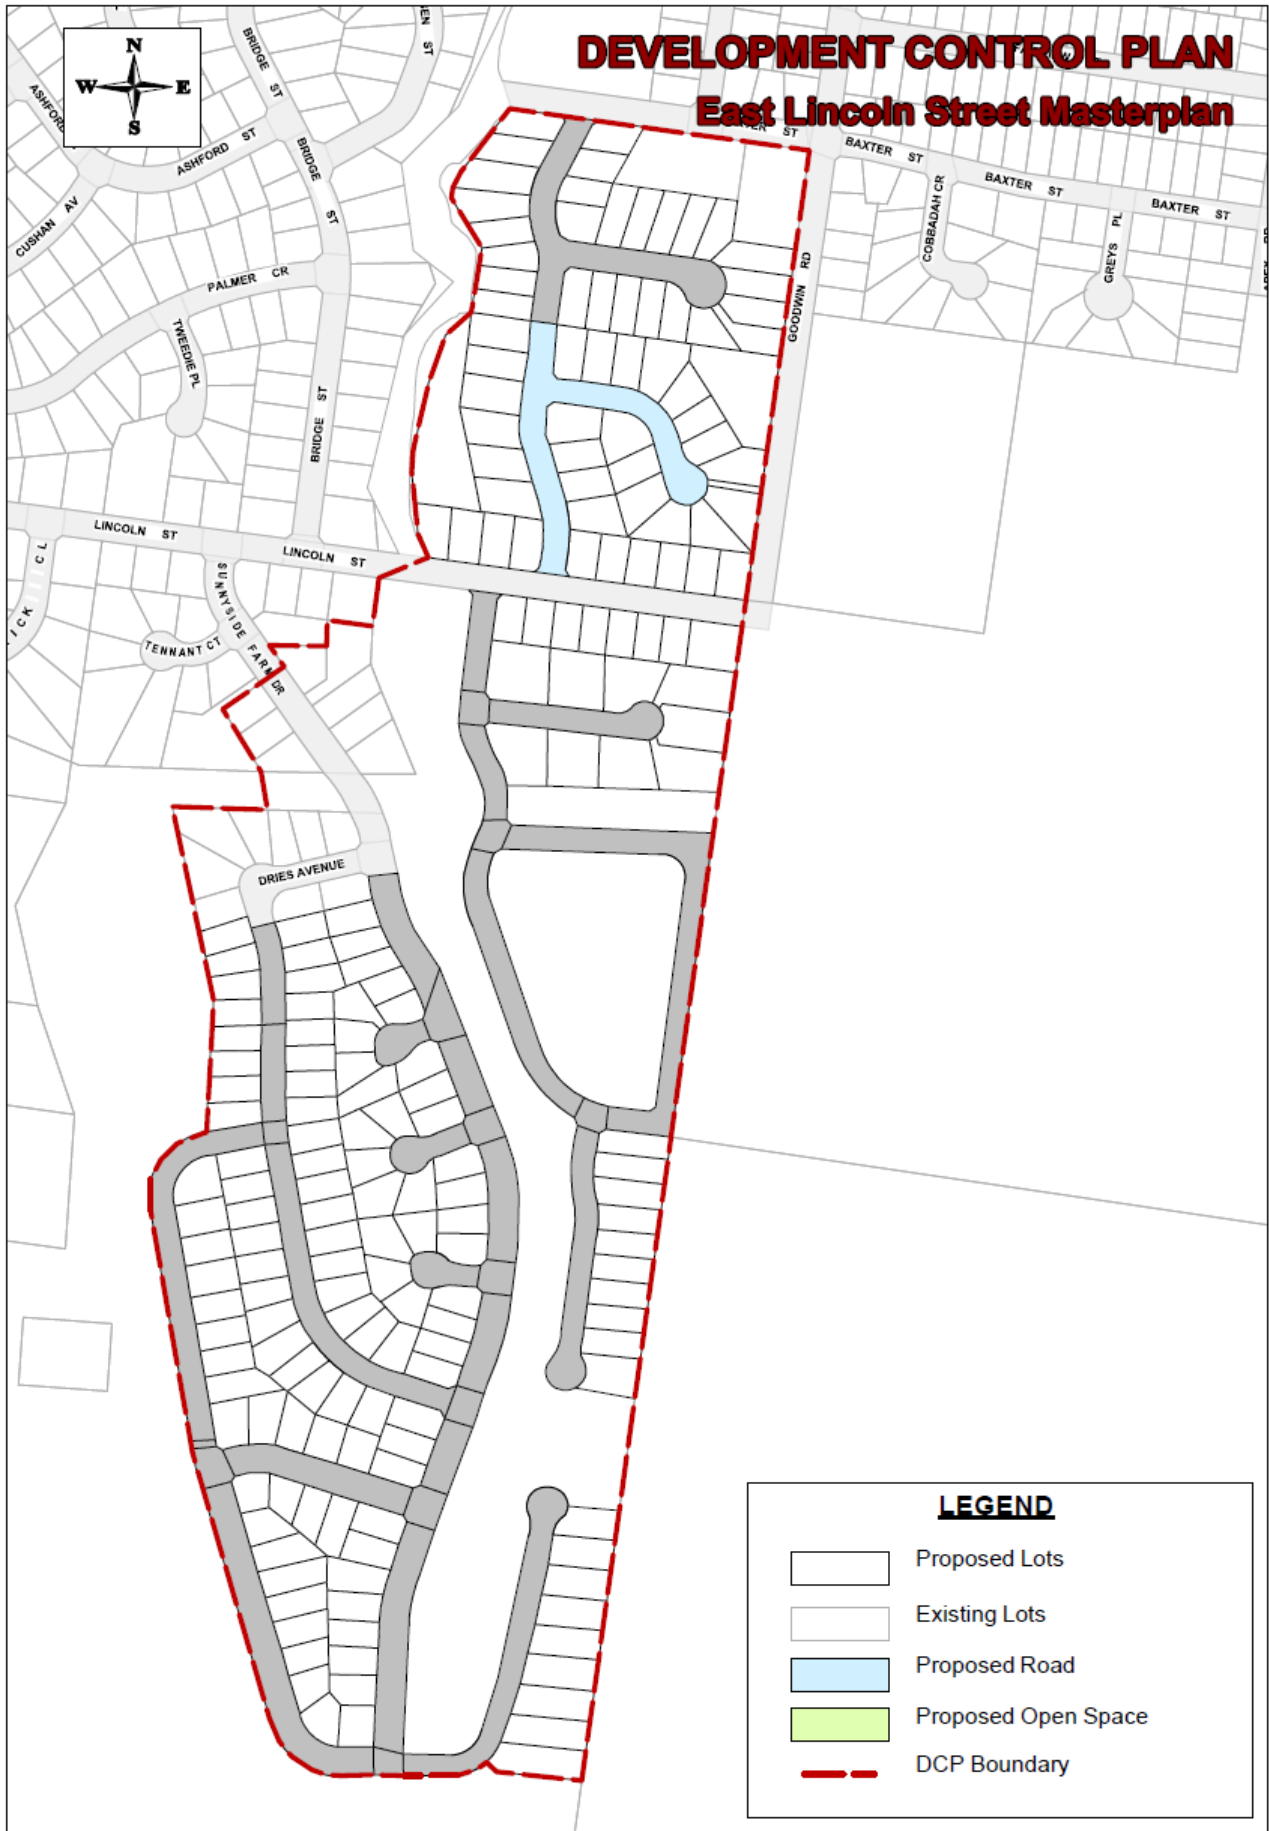 DEVELOPMENT CONTROL PLAN
East Lincoln Street Masterplan
N
W E
S
BRIDGE ST
ASHFORD
ASHFORD ST
BRIDGE ST
CUSHAN AV
PALMER CR
TWEEDIE PL
BRIDGE ST
ST
BAXTER ST
BAXTER ST
BAXTER ST
COBBADAH CR
GREYS PL
GOODWIN RD
LINCOLN ST
LINCOLN ST
CL
SUNNYSIDE FARM DR
TENNANT CT
DRIES AVENUE
LEGEND
Proposed Lots
Existing Lots
Proposed Road
Proposed Open Space
DCP Boundary